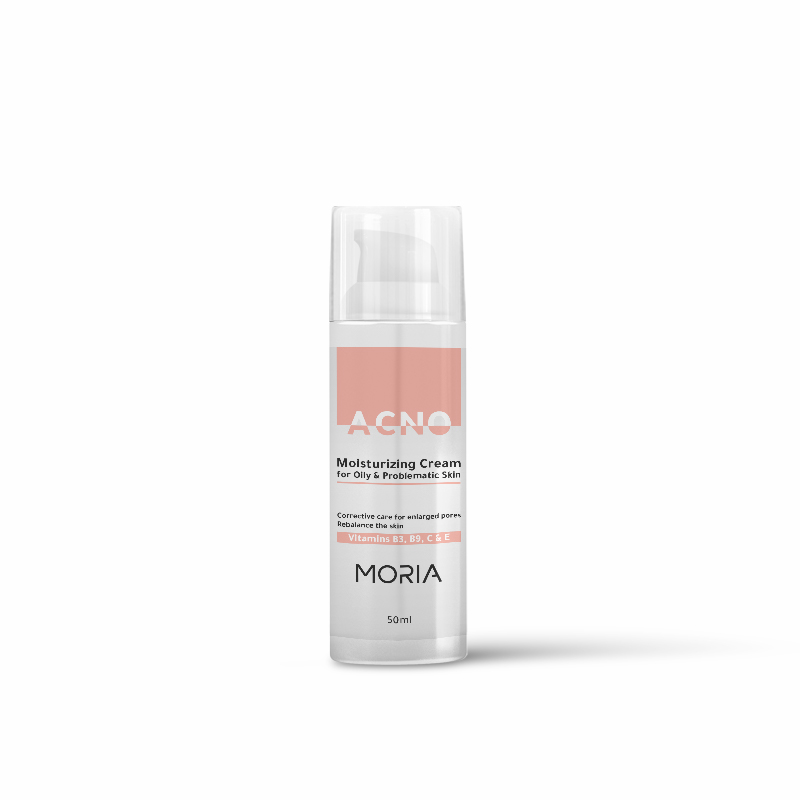 ACNO
Moisturizing Cream
for Oily & Problematic Skin
Corrective care for enlarged pores
Rebalance the skin
Vitamins B3, B9, C & E
MORIA
50ml